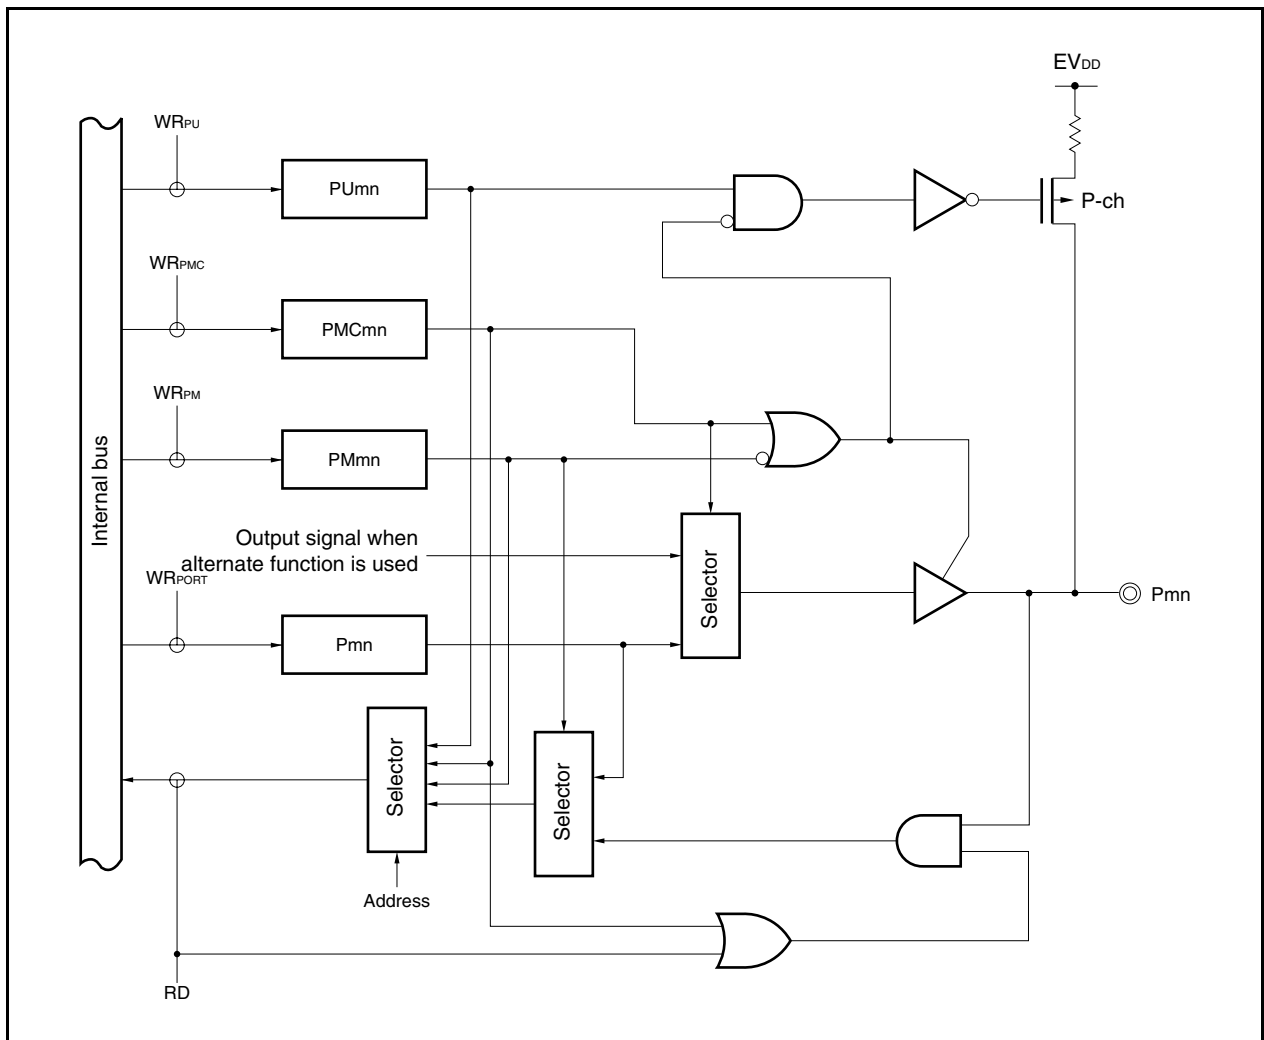 EVDD
WRPU
PUmn
P-ch
WRPMC
PMCmn
WRPM
PMmn
Internal bus
Output signal when
alternate function is used
WRPORT
Selector
Pmn
Pmn
Selector
Selector
Address
RD